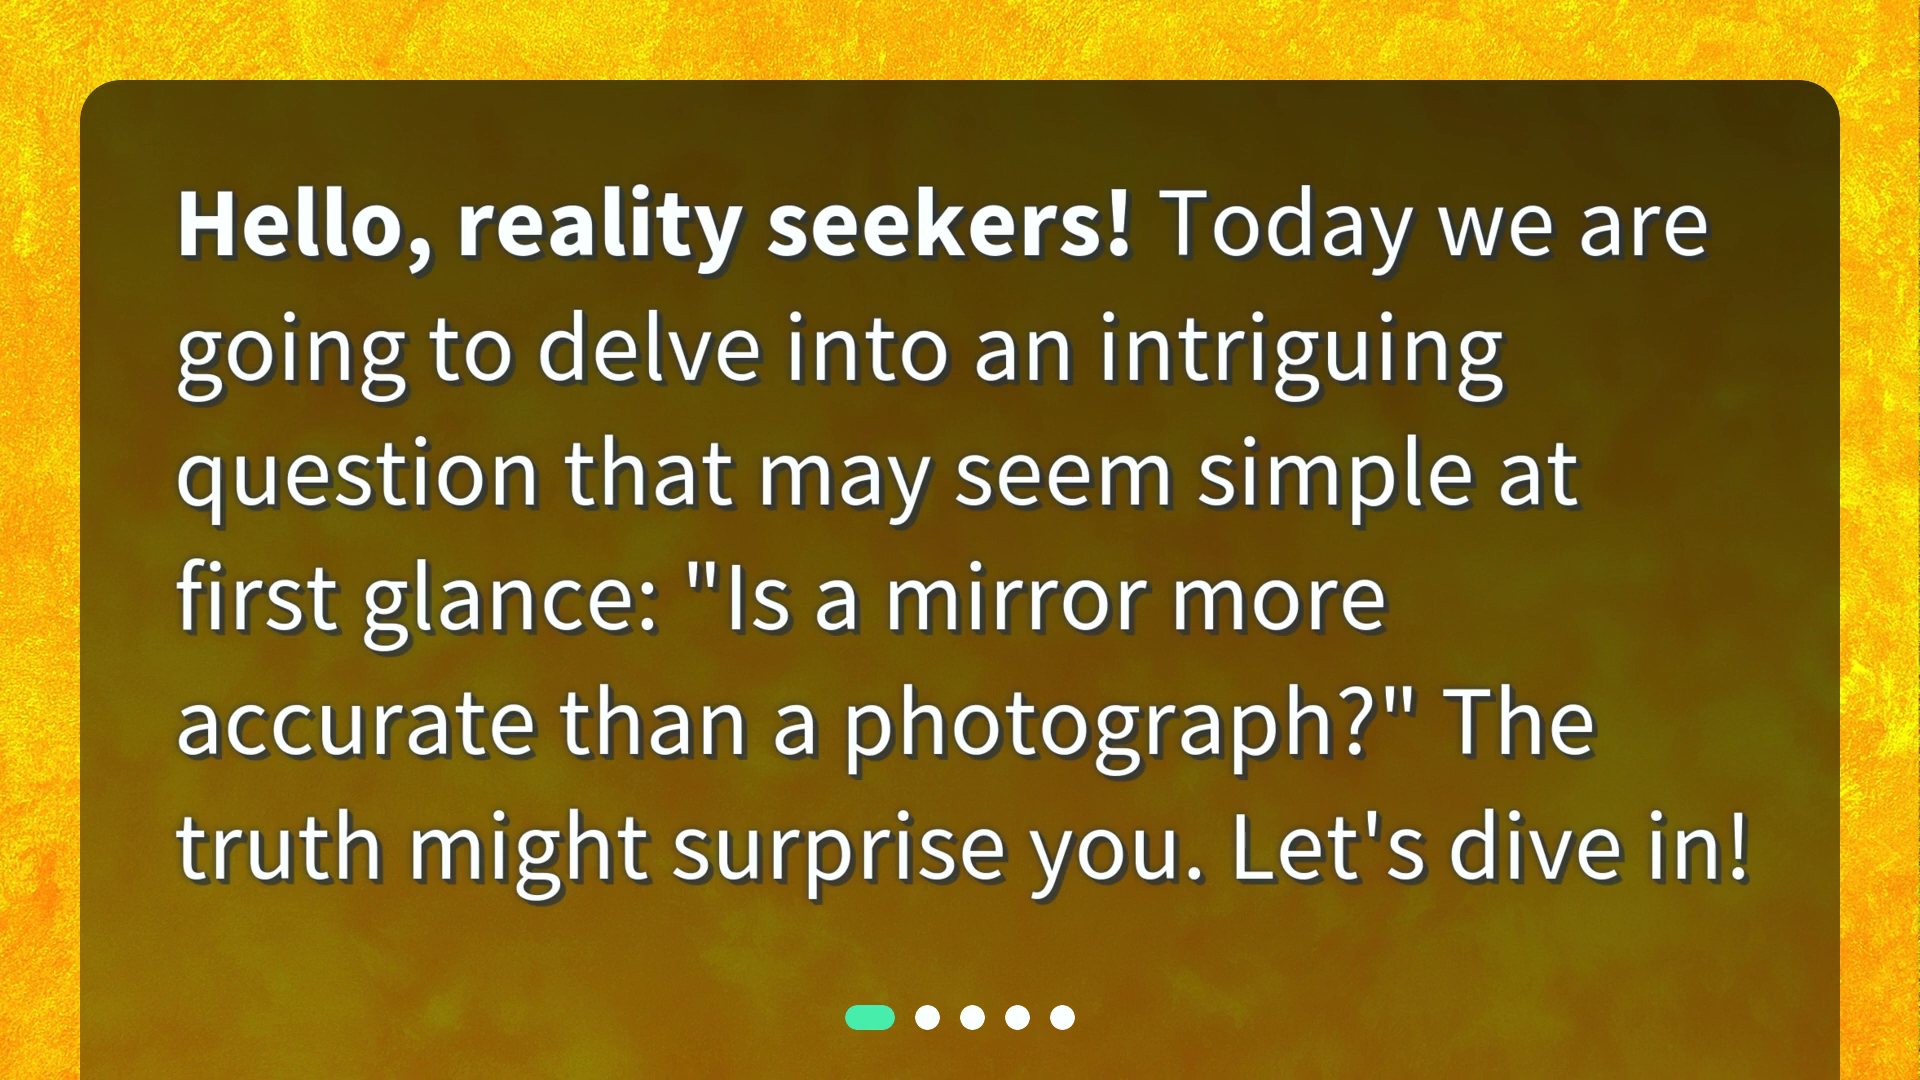 Hello, reality seekers! Today we are
going to delve into an intriguing
question that may seem simple at
first glance: "Is a mirror more
accurate than a photograph?" The
truth might surprise you. Let's dive in!